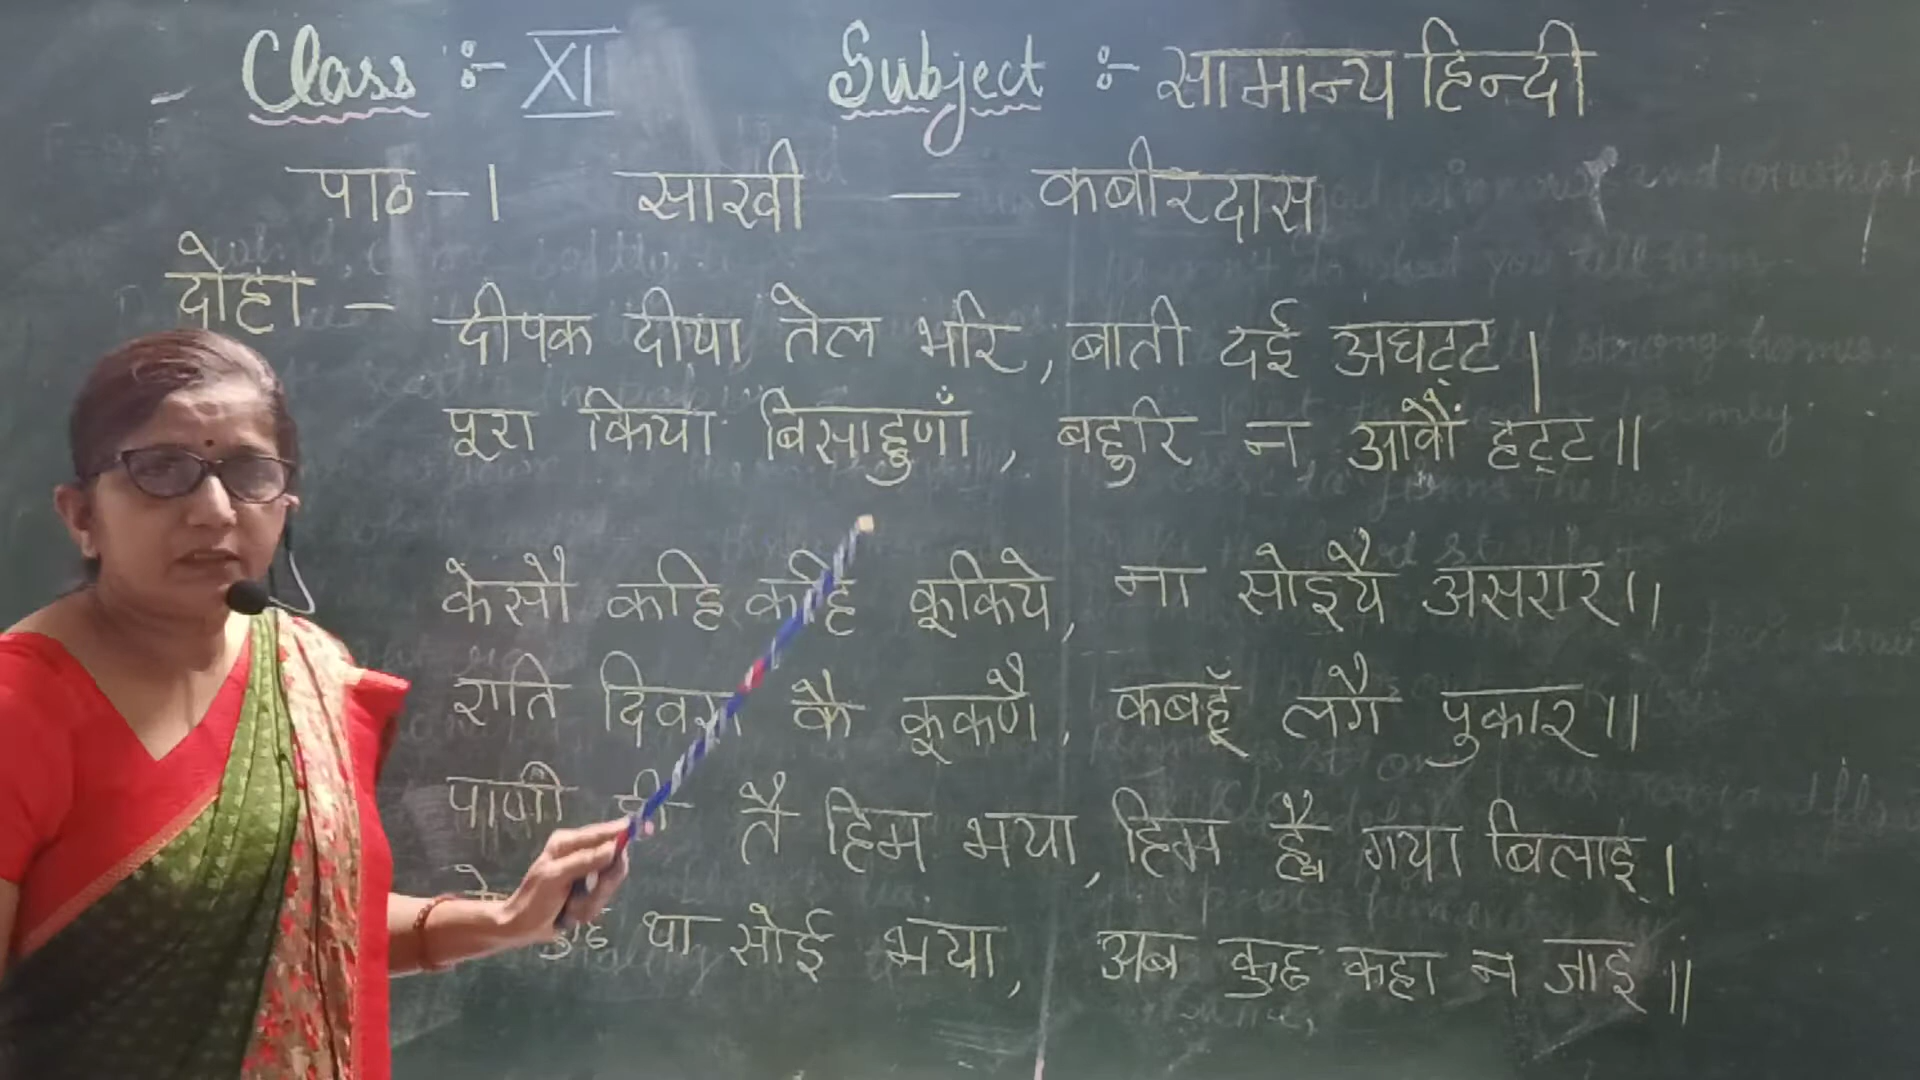 Class :- XI Subject :- सामान्य हिन्दी
पाठ-1 साखी — कबीरदास
दोहा -
दीपक दीया तेल भरि, बाती दई अघट्ट।
पूरा किया बिसाहुणाँ, बहुरि न आवौं हट्ट॥
केसौ कहि कहि कूकिये, ना सोइयै असरार।।
राति दिवस कै कूकणै, कबहूँ लगै पुकार॥
पाणी ही तै हिम भया, हिम ह्वै गया बिलाइ।
था सोई भया, अब कुछ कहा न जाइ॥